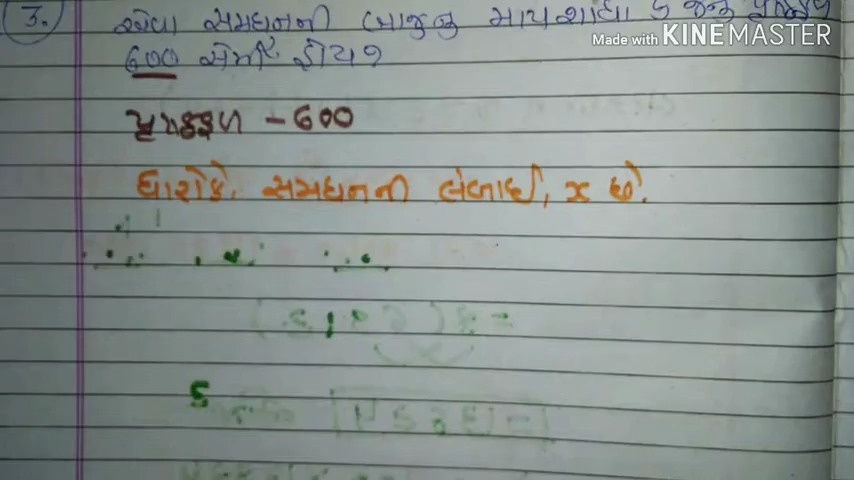 3. એવા સમઘનની બાજુનુ માપ શોધો કે જેનુ પૃષ્ઠફળ
Made with KINEMASTER
600 સેમી² હોય?
પૃષ્ઠફળ - 600
ધારોકે, સમઘનની લંબાઈ, x છે.